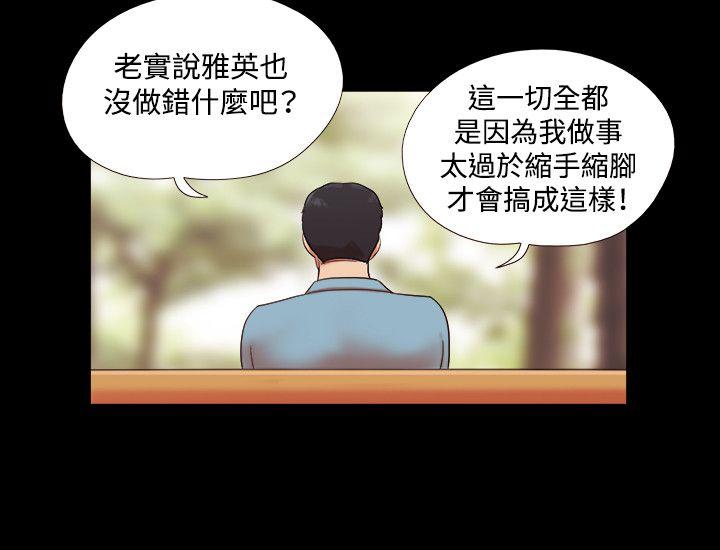 老實說雅英也
沒做錯什麼吧？
這一切全都
是因為我做事
太過於縮手縮腳
才會搞成這樣！